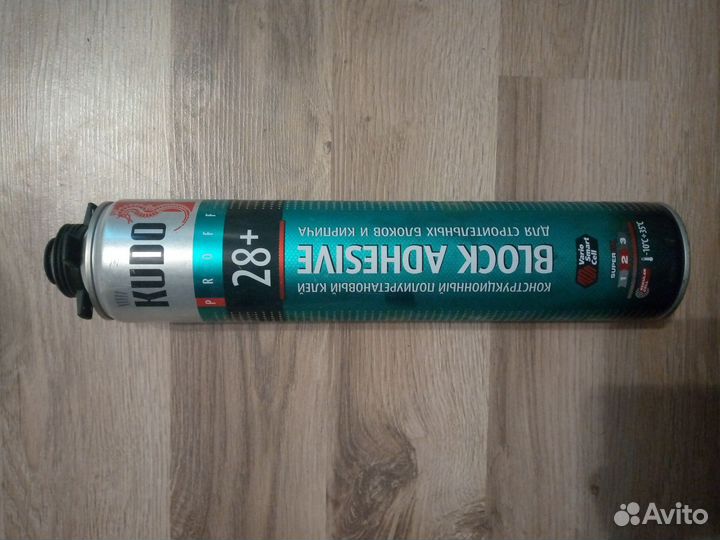 KUDO
PROFF
28+
КОНСТРУКЦИОННЫЙ ПОЛИУРЕТАНОВЫЙ КЛЕЙ
BLOCK ADHESIVE
ДЛЯ СТРОИТЕЛЬНЫХ БЛОКОВ И КИРПИЧА
Vario
Smart
Cell
SUPER
1 2 3
-10°C +35°C
Avito